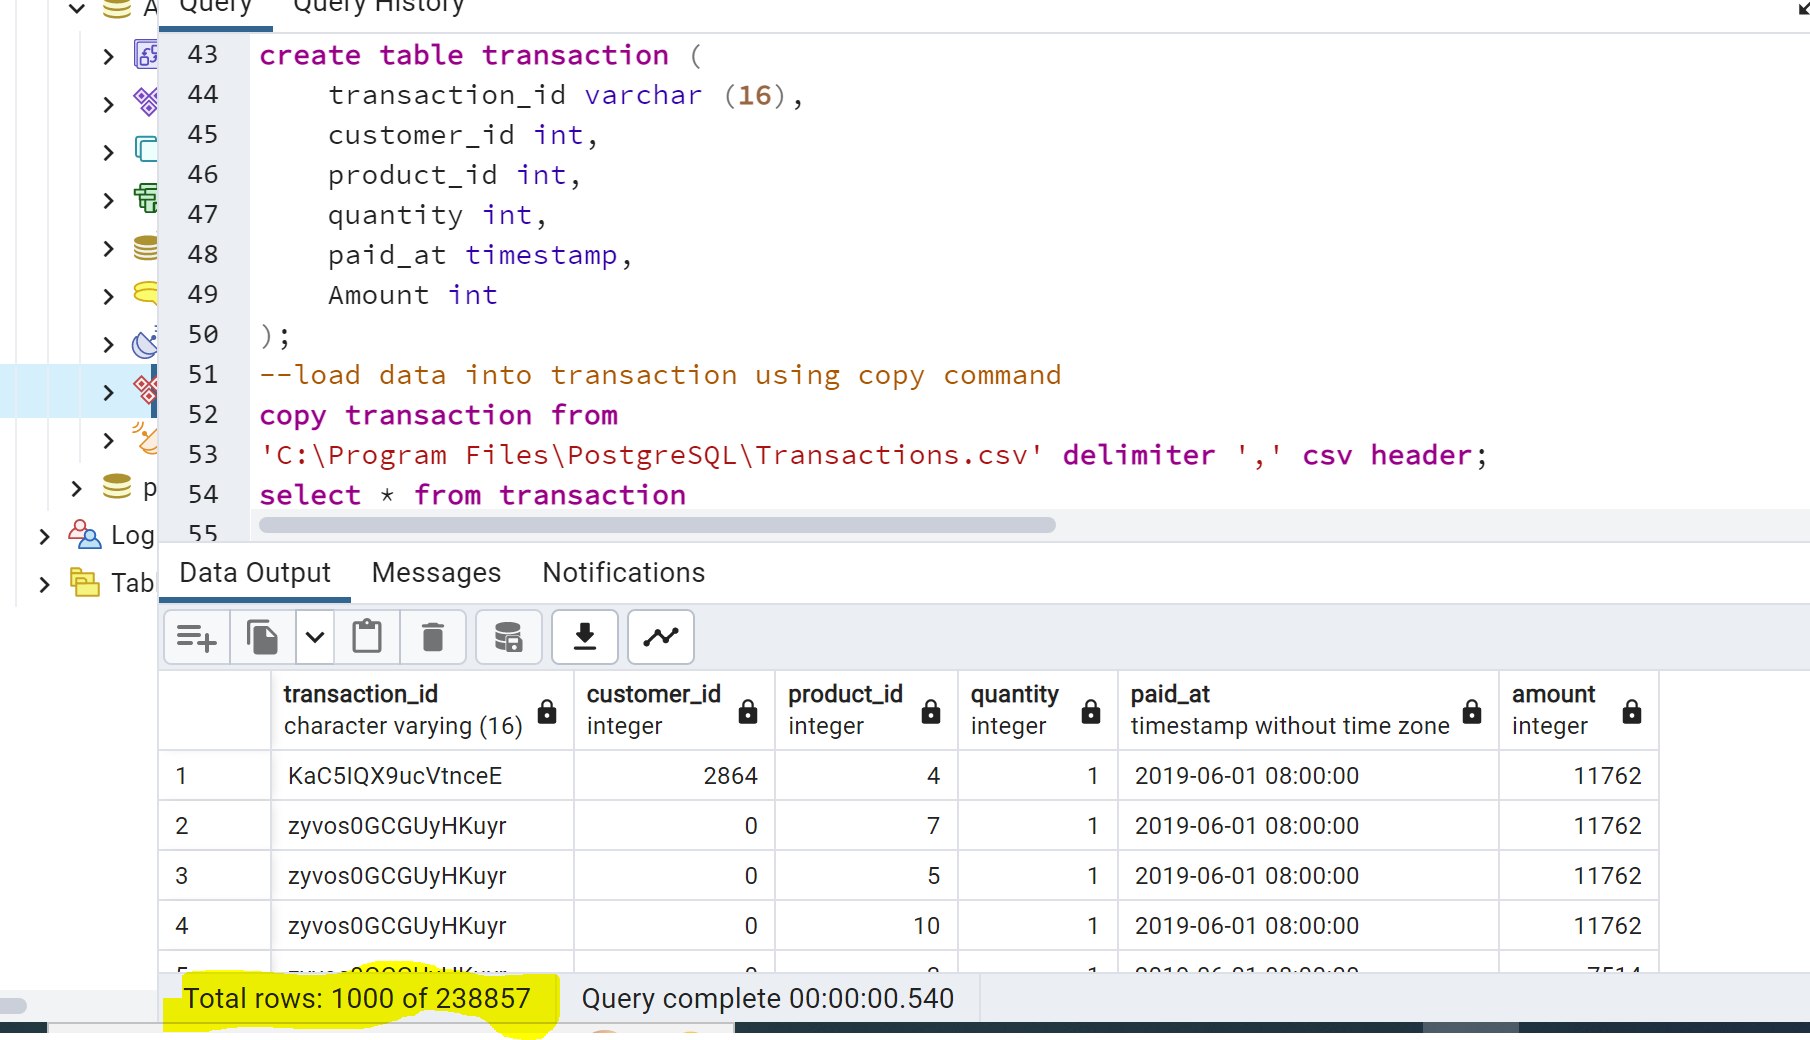 Query Query History
A
43 create table transaction (
44 transaction_id varchar (16),
45 customer_id int,
46 product_id int,
47 quantity int,
48 paid_at timestamp,
49 Amount int
50 );
51 --load data into transaction using copy command
52 copy transaction from
53 'C:\Program Files\PostgreSQL\Transactions.csv' delimiter ',' csv header;
54 select * from transaction
55
p
Log
Tab
Data Output Messages Notifications
transaction_id customer_id product_id quantity paid_at amount
character varying (16) integer integer integer timestamp without time zone integer
1 KaC5IQX9ucVtnceE 2864 4 1 2019-06-01 08:00:00 11762
2 zyvos0GCGUyHKuyr 0 7 1 2019-06-01 08:00:00 11762
3 zyvos0GCGUyHKuyr 0 5 1 2019-06-01 08:00:00 11762
4 zyvos0GCGUyHKuyr 0 10 1 2019-06-01 08:00:00 11762
Total rows: 1000 of 238857 Query complete 00:00:00.540